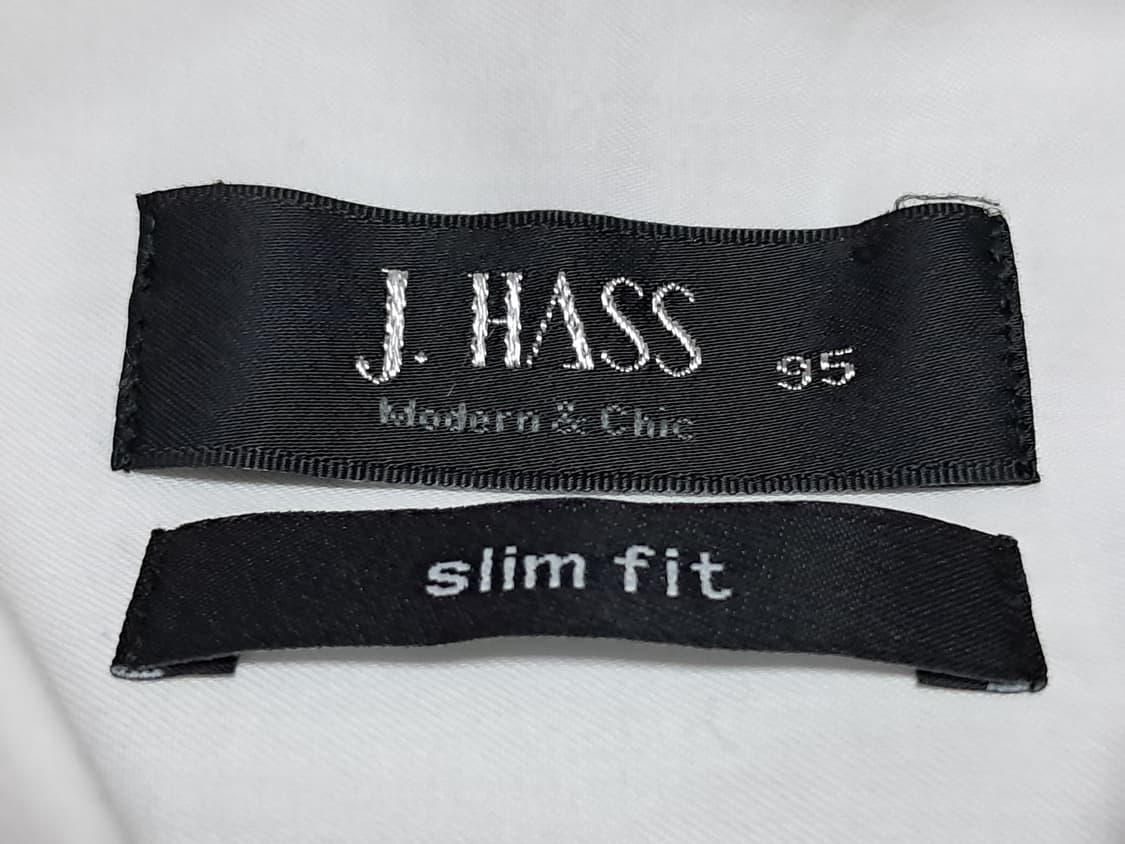 J. HASS 95
Modern & Chic
slim fit